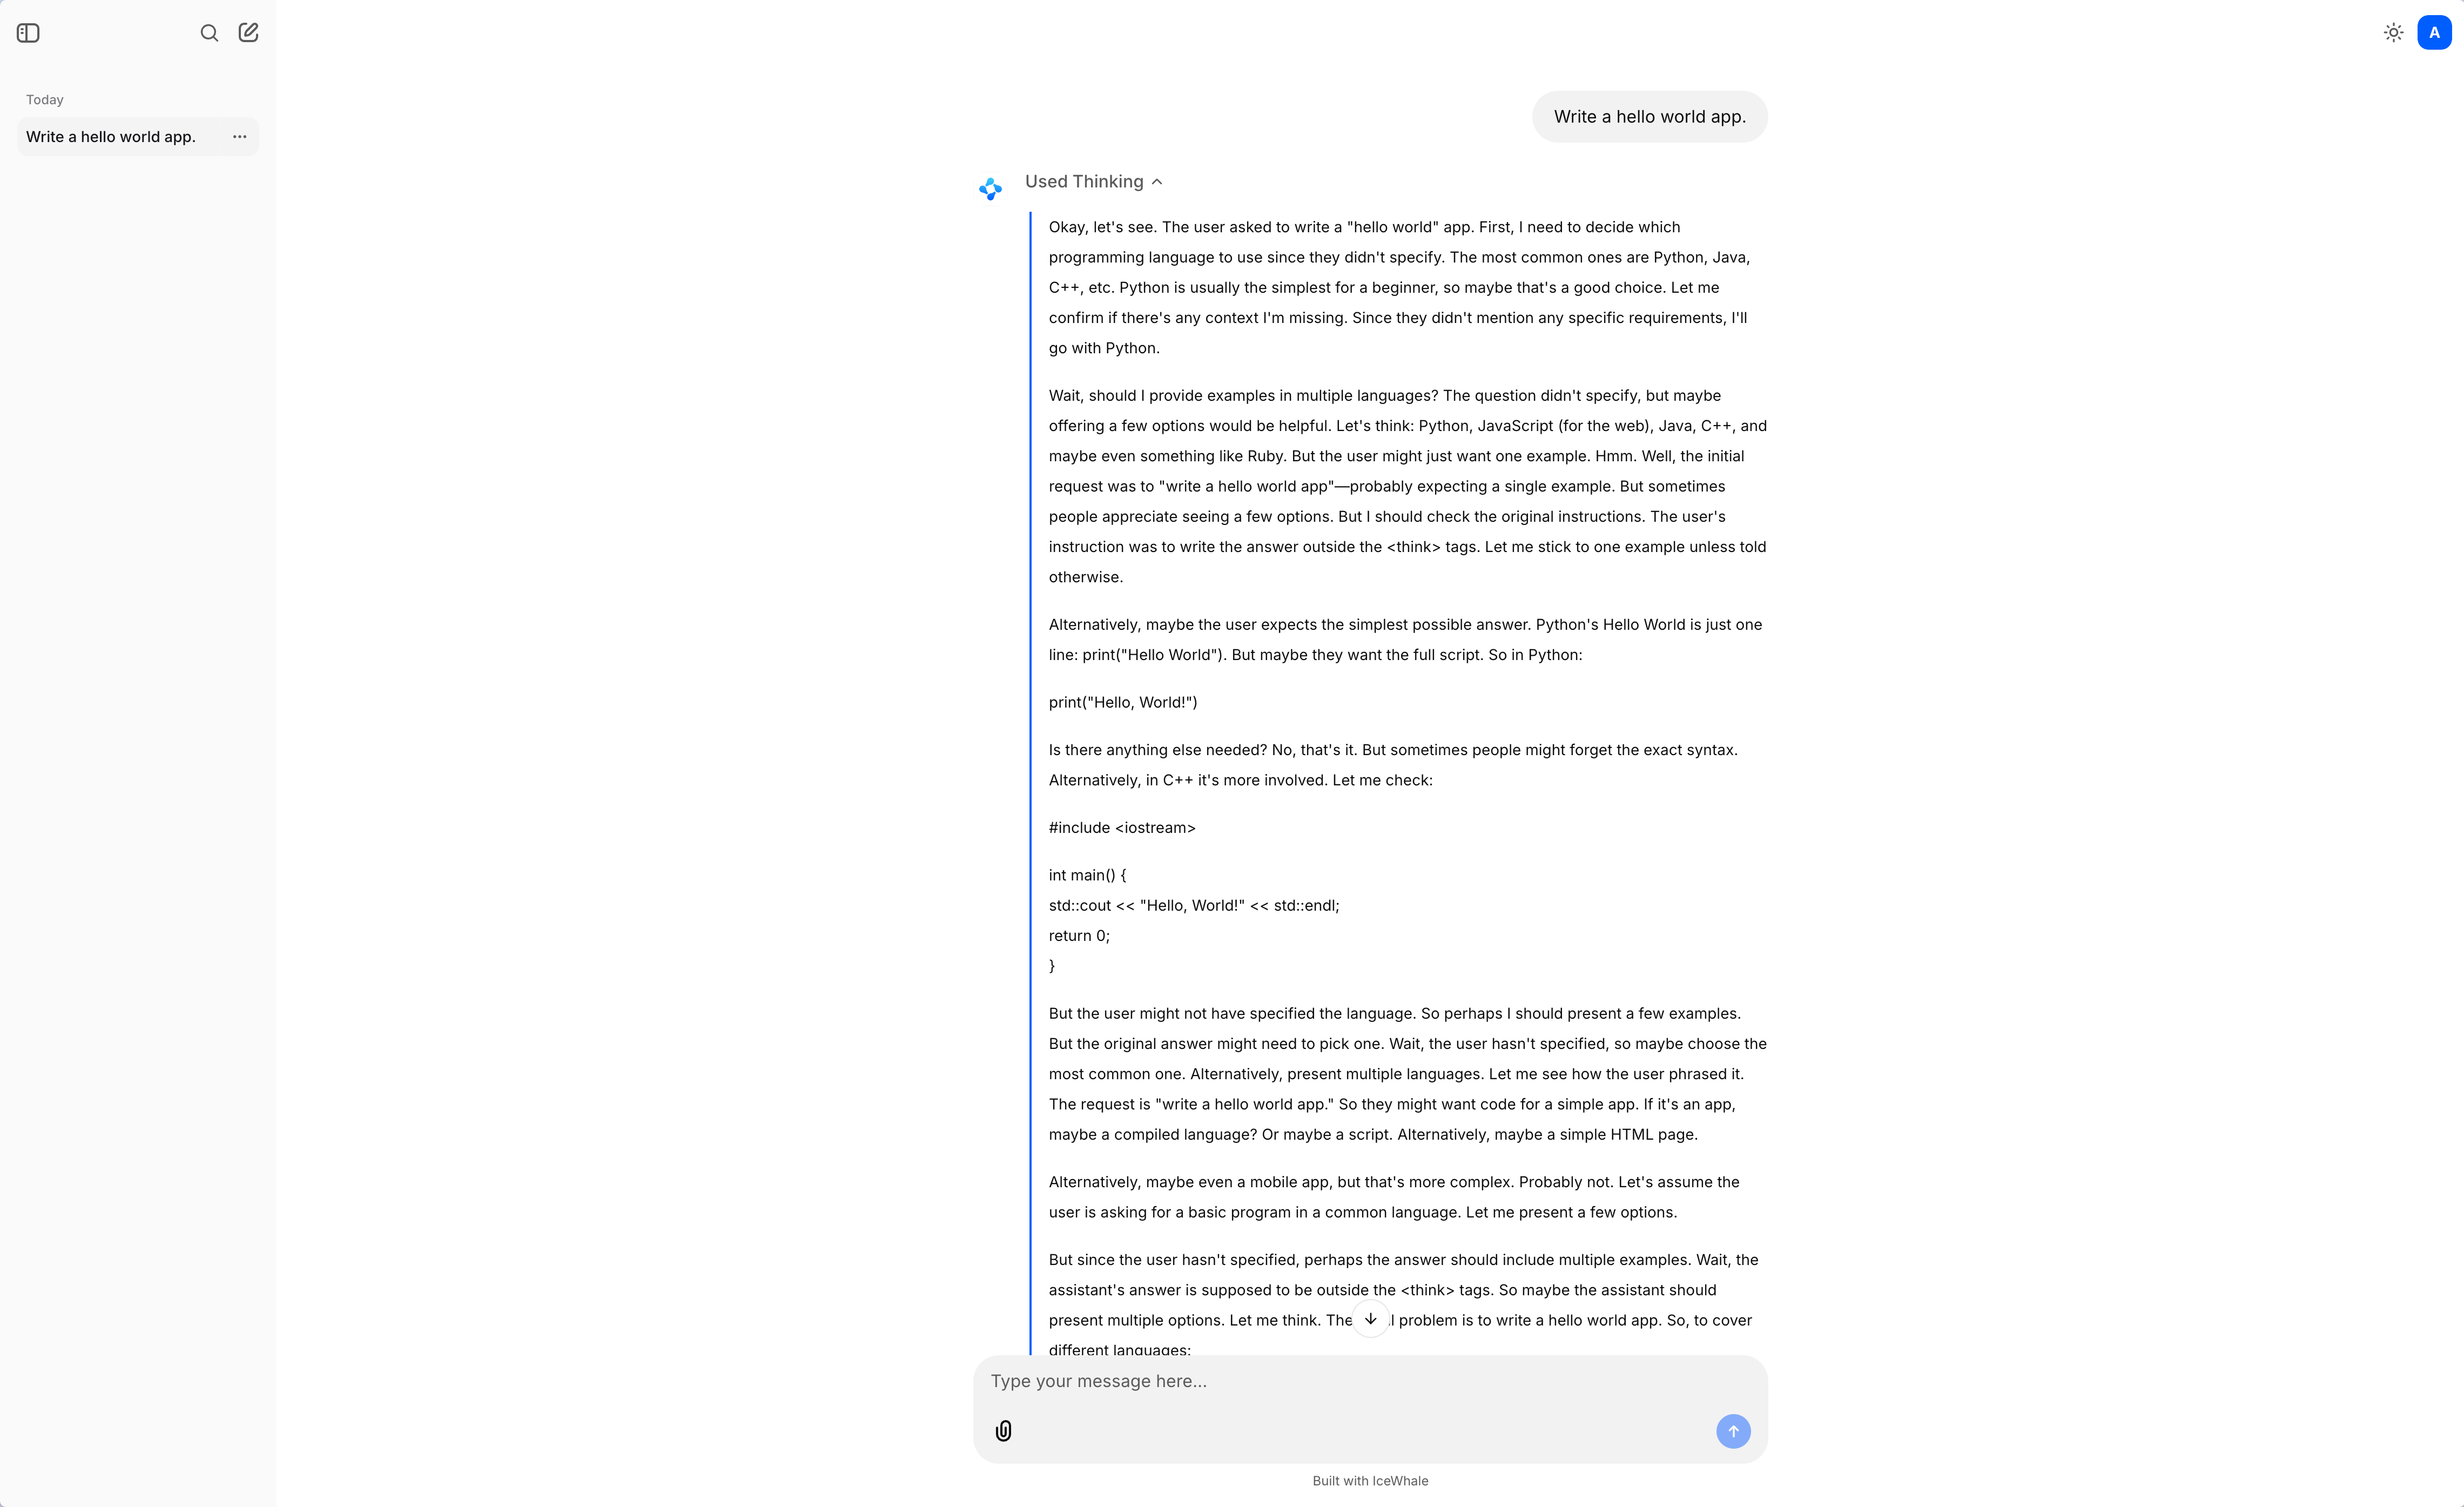 Today
Write a hello world app.
A
Write a hello world app.
Used Thinking
Okay, let's see. The user asked to write a "hello world" app. First, I need to decide which
programming language to use since they didn't specify. The most common ones are Python, Java,
C++, etc. Python is usually the simplest for a beginner, so maybe that's a good choice. Let me
confirm if there's any context I'm missing. Since they didn't mention any specific requirements, I'll
go with Python.
Wait, should I provide examples in multiple languages? The question didn't specify, but maybe
offering a few options would be helpful. Let's think: Python, JavaScript (for the web), Java, C++, and
maybe even something like Ruby. But the user might just want one example. Hmm. Well, the initial
request was to "write a hello world app"—probably expecting a single example. But sometimes
people appreciate seeing a few options. But I should check the original instructions. The user's
instruction was to write the answer outside the <think> tags. Let me stick to one example unless told
otherwise.
Alternatively, maybe the user expects the simplest possible answer. Python's Hello World is just one
line: print("Hello World"). But maybe they want the full script. So in Python:
print("Hello, World!")
Is there anything else needed? No, that's it. But sometimes people might forget the exact syntax.
Alternatively, in C++ it's more involved. Let me check:
#include <iostream>
int main() {
std::cout << "Hello, World!" << std::endl;
return 0;
}
But the user might not have specified the language. So perhaps I should present a few examples.
But the original answer might need to pick one. Wait, the user hasn't specified, so maybe choose the
most common one. Alternatively, present multiple languages. Let me see how the user phrased it.
The request is "write a hello world app." So they might want code for a simple app. If it's an app,
maybe a compiled language? Or maybe a script. Alternatively, maybe a simple HTML page.
Alternatively, maybe even a mobile app, but that's more complex. Probably not. Let's assume the
user is asking for a basic program in a common language. Let me present a few options.
But since the user hasn't specified, perhaps the answer should include multiple examples. Wait, the
assistant's answer is supposed to be outside the <think> tags. So maybe the assistant should
present multiple options. Let me think. The problem is to write a hello world app. So, to cover
different languages:
Type your message here...
Built with IceWhale